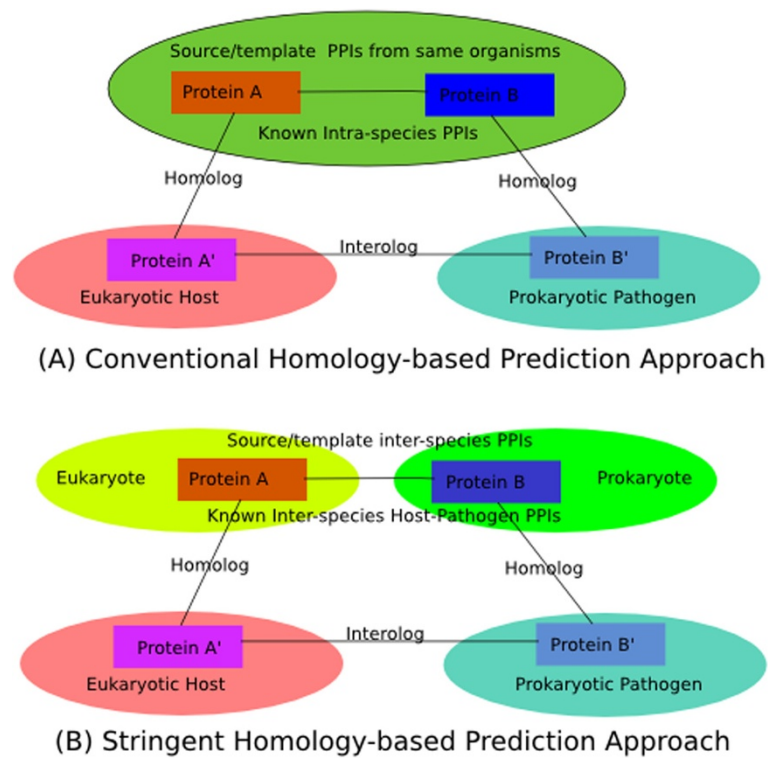 Source/template PPIs from same organisms
Protein A
Protein B
Known Intra-species PPIs
Homolog
Homolog
Interolog
Protein A'
Protein B'
Eukaryotic Host
Prokaryotic Pathogen
(A) Conventional Homology-based Prediction Approach
Source/template inter-species PPIs
Eukaryote
Protein A
Protein B
Prokaryote
Known Inter-species Host-Pathogen PPIs
Homolog
Homolog
Interolog
Protein A'
Protein B'
Eukaryotic Host
Prokaryotic Pathogen
(B) Stringent Homology-based Prediction Approach